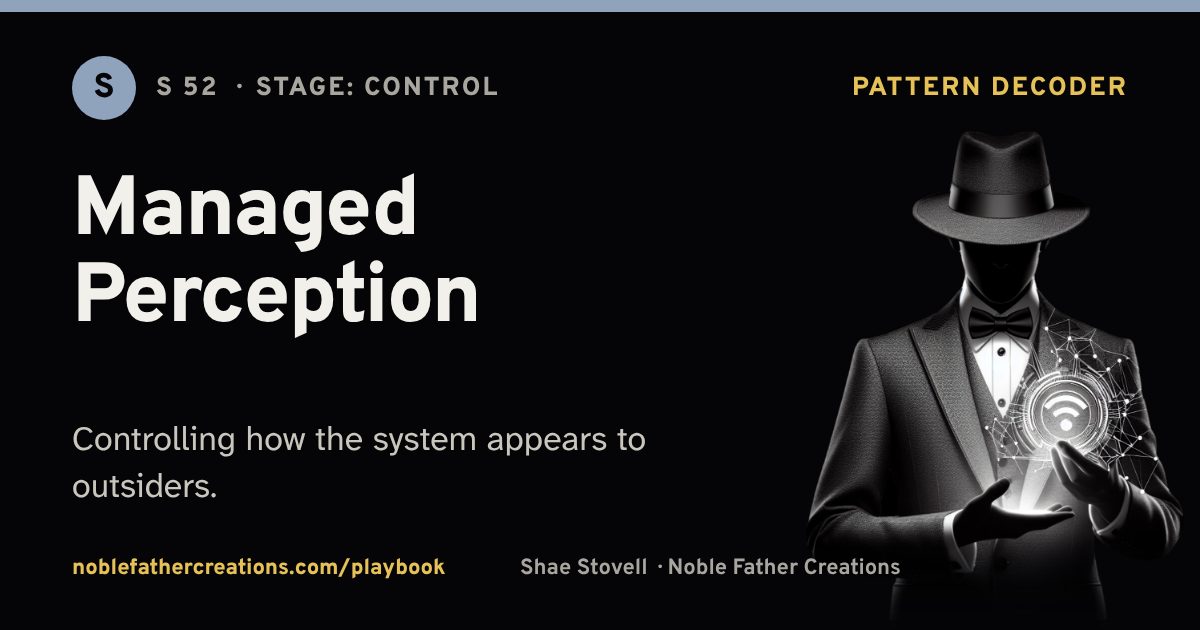 S
S 52 · STAGE: CONTROL
PATTERN DECODER
Managed
Perception
Controlling how the system appears to
outsiders.
noblefathercreations.com/playbook
Shae Stovell · Noble Father Creations